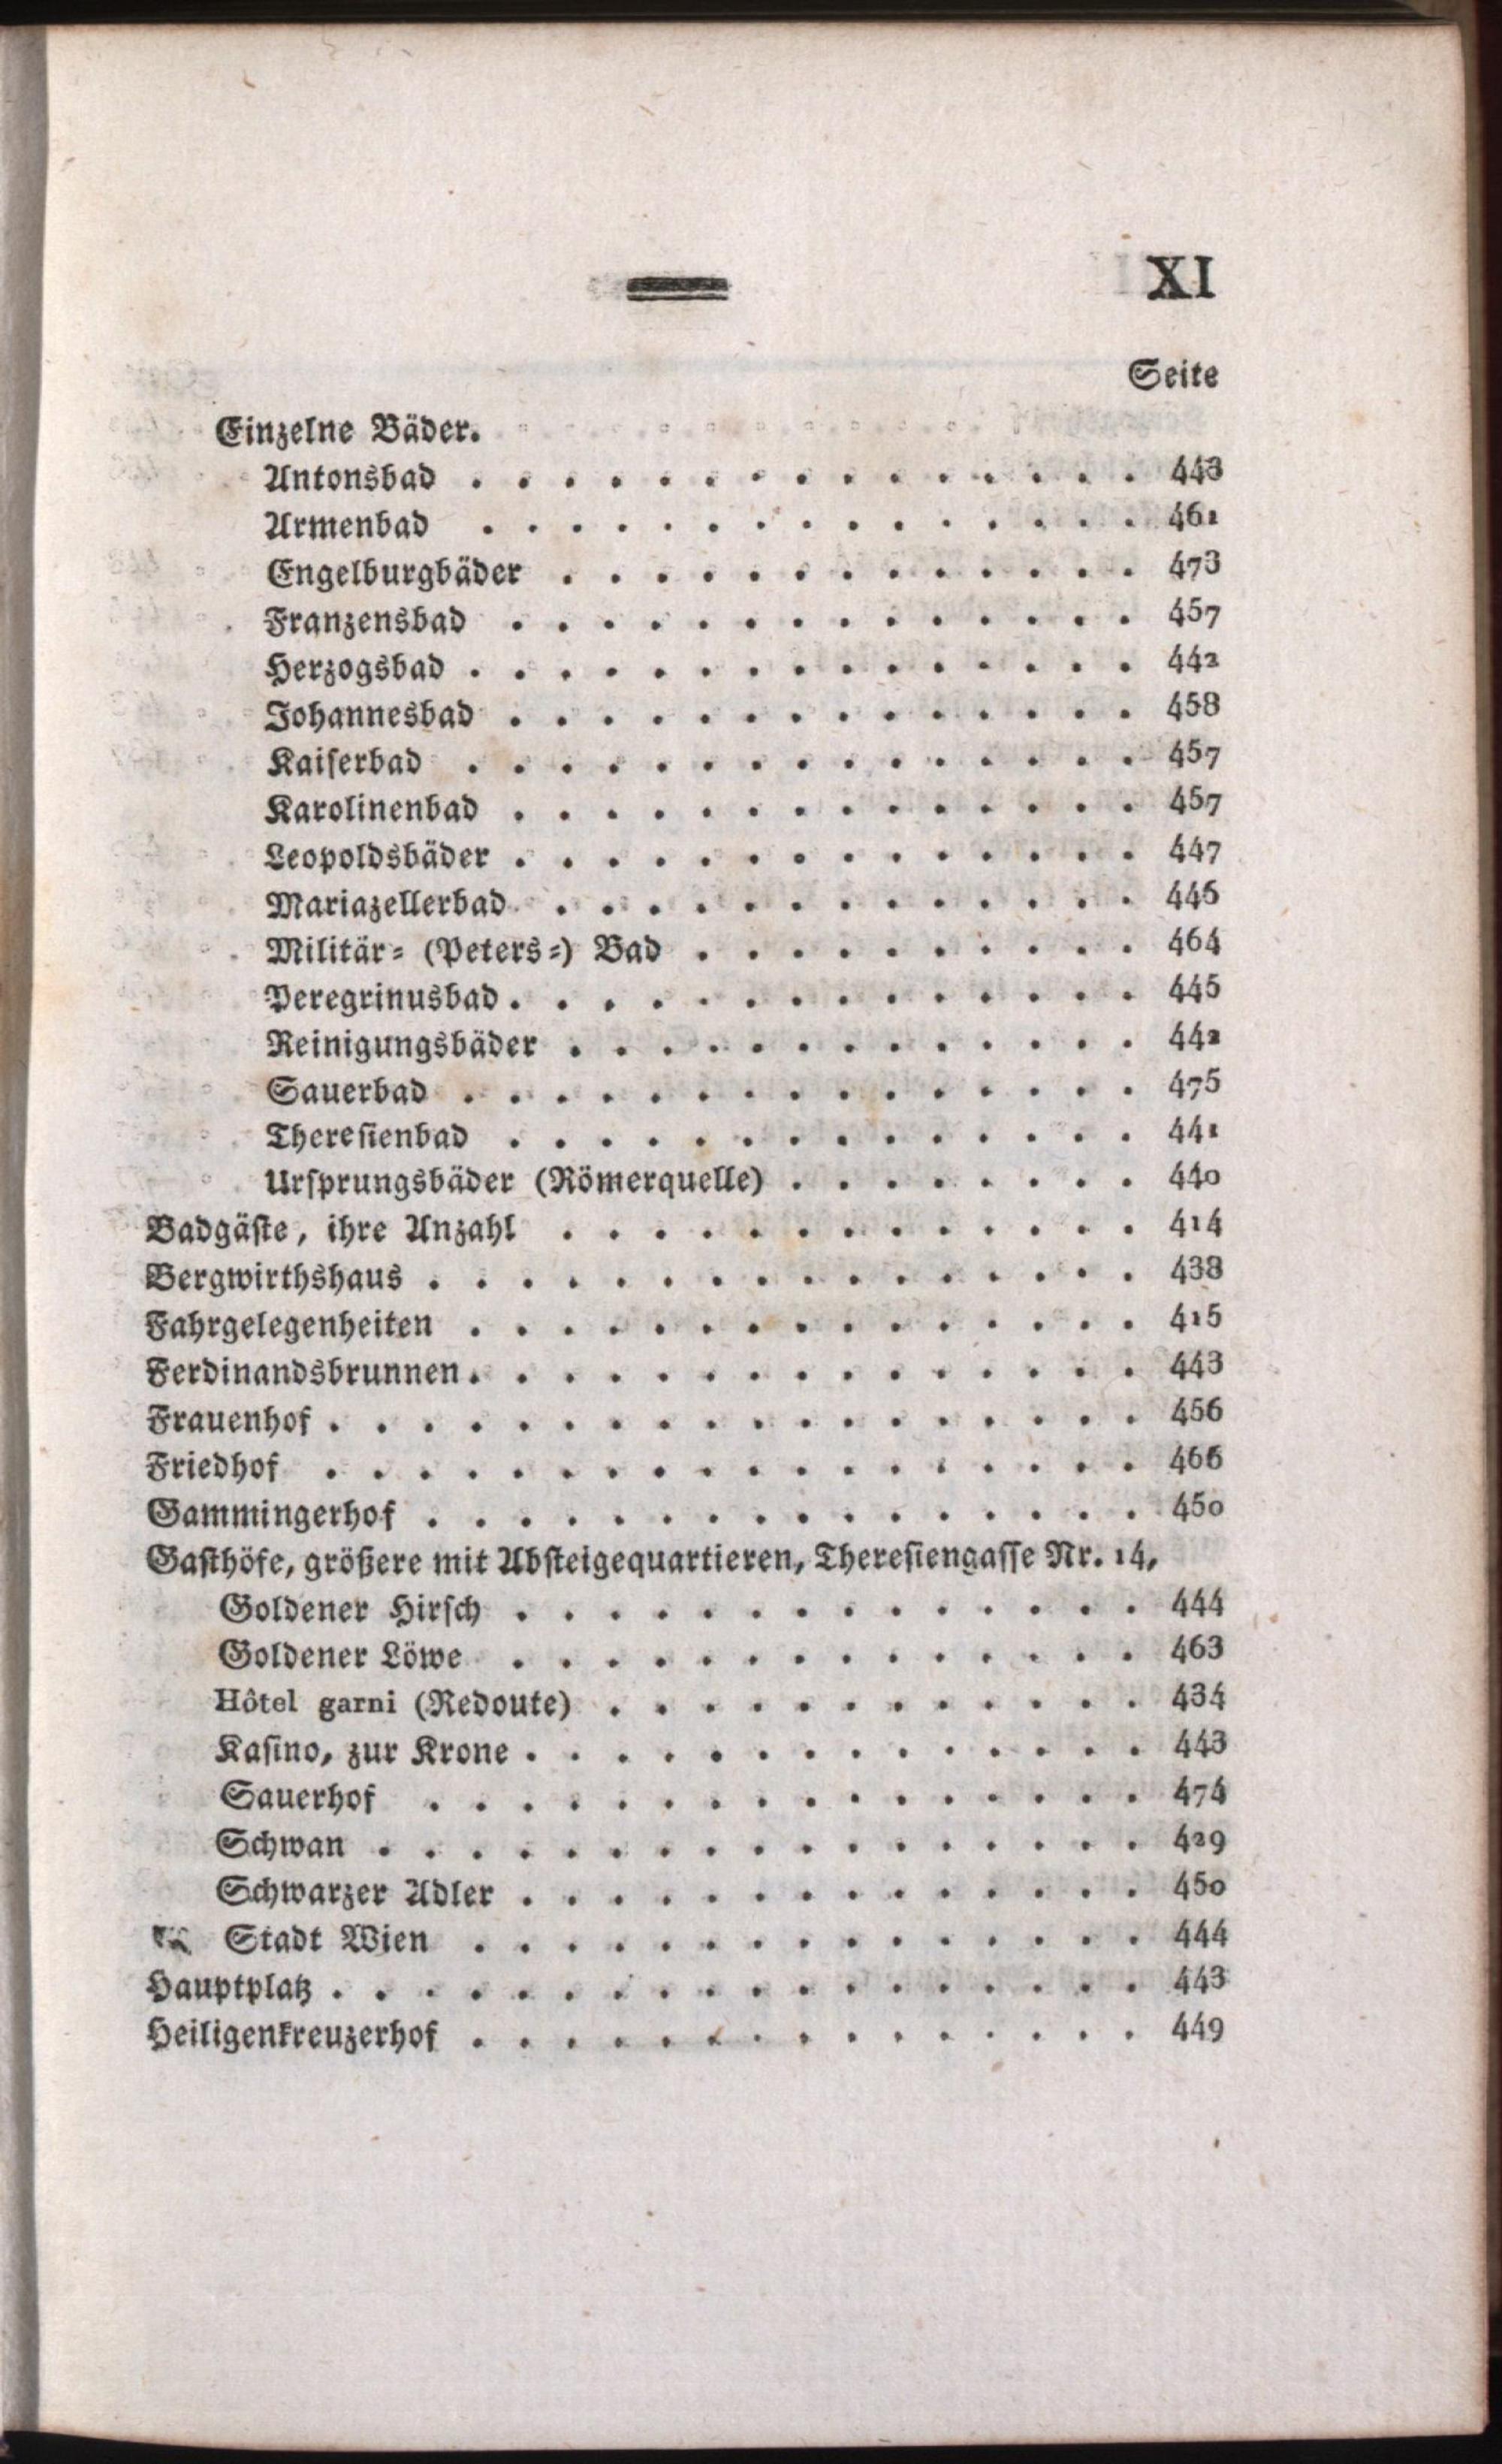 XI
Seite
Einzelne Bäder.
Antonsbad . . . . . . . . . . . . . . . 443
Armenbad . . . . . . . . . . . . . . . 461
Engelburgbäder . . . . . . . . . . . . . 473
Franzensbad . . . . . . . . . . . . . . 457
Herzogsbad . . . . . . . . . . . . . . . 442
Johannesbad . . . . . . . . . . . . . . 458
Kaiserbad . . . . . . . . . . . . . . . 457
Karolinenbad . . . . . . . . . . . . . . 457
Leopoldsbäder . . . . . . . . . . . . . . 447
Mariazellerbad . . . . . . . . . . . . . 446
Militär- (Peters-) Bad . . . . . . . . . . 464
Peregrinusbad . . . . . . . . . . . . . . 445
Reinigungsbäder . . . . . . . . . . . . . 442
Sauerbad . . . . . . . . . . . . . . . 475
Theresienbad . . . . . . . . . . . . . . 441
Ursprungsbäder (Römerquelle) . . . . . . . . 440
Badgäste, ihre Anzahl . . . . . . . . . . . . . 414
Bergwirthshaus . . . . . . . . . . . . . . . . 438
Fahrgelegenheiten . . . . . . . . . . . . . . . 415
Ferdinandsbrunnen . . . . . . . . . . . . . . . 443
Frauenhof . . . . . . . . . . . . . . . . . . 456
Friedhof . . . . . . . . . . . . . . . . . . 466
Gammingerhof . . . . . . . . . . . . . . . . 450
Gasthöfe, größere mit Absteigequartieren, Theresiengasse Nr. 14,
Goldener Hirsch . . . . . . . . . . . . . . 444
Goldener Löwe . . . . . . . . . . . . . . 463
Hôtel garni (Redoute) . . . . . . . . . . . . 434
Kasino, zur Krone . . . . . . . . . . . . . . 443
Sauerhof . . . . . . . . . . . . . . . . 474
Schwan . . . . . . . . . . . . . . . . . 429
Schwarzer Adler . . . . . . . . . . . . . . 450
Stadt Wien . . . . . . . . . . . . . . . 444
Hauptplatz . . . . . . . . . . . . . . . . . . 443
Heiligenkreuzerhof . . . . . . . . . . . . . . . 449